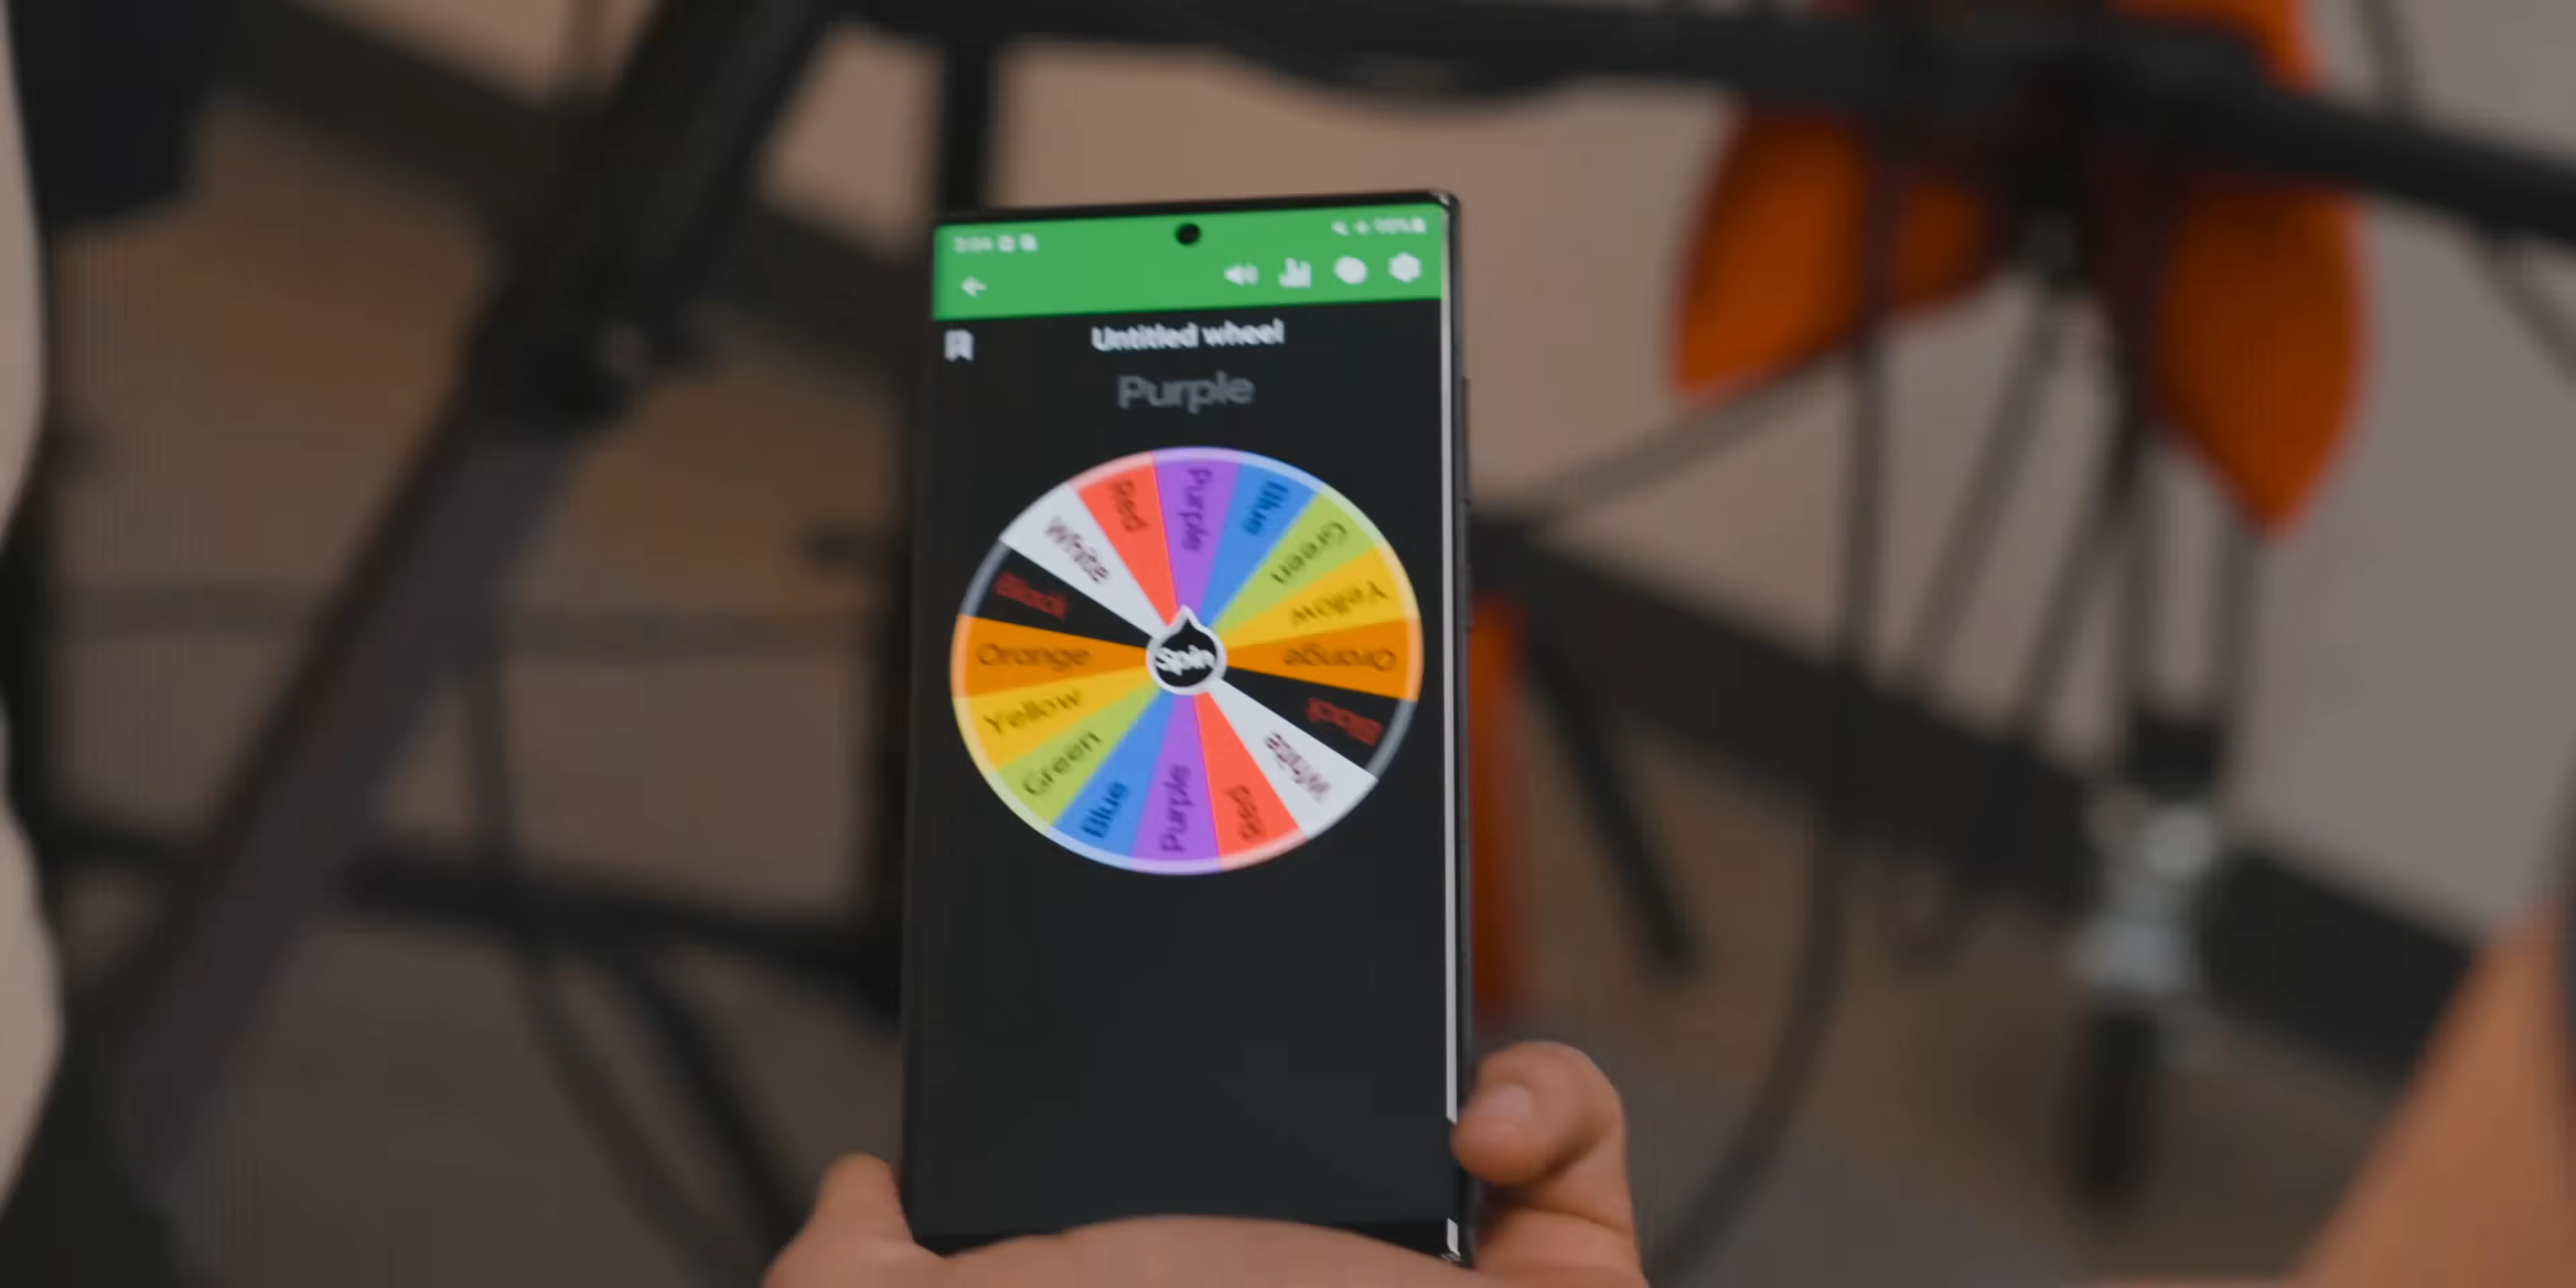 Untitled wheel
Purple
Purple
Blue
Green
Yellow
Orange
Black
White
Red
Purple
Blue
Green
Yellow
Orange
Black
White
Red
Spin